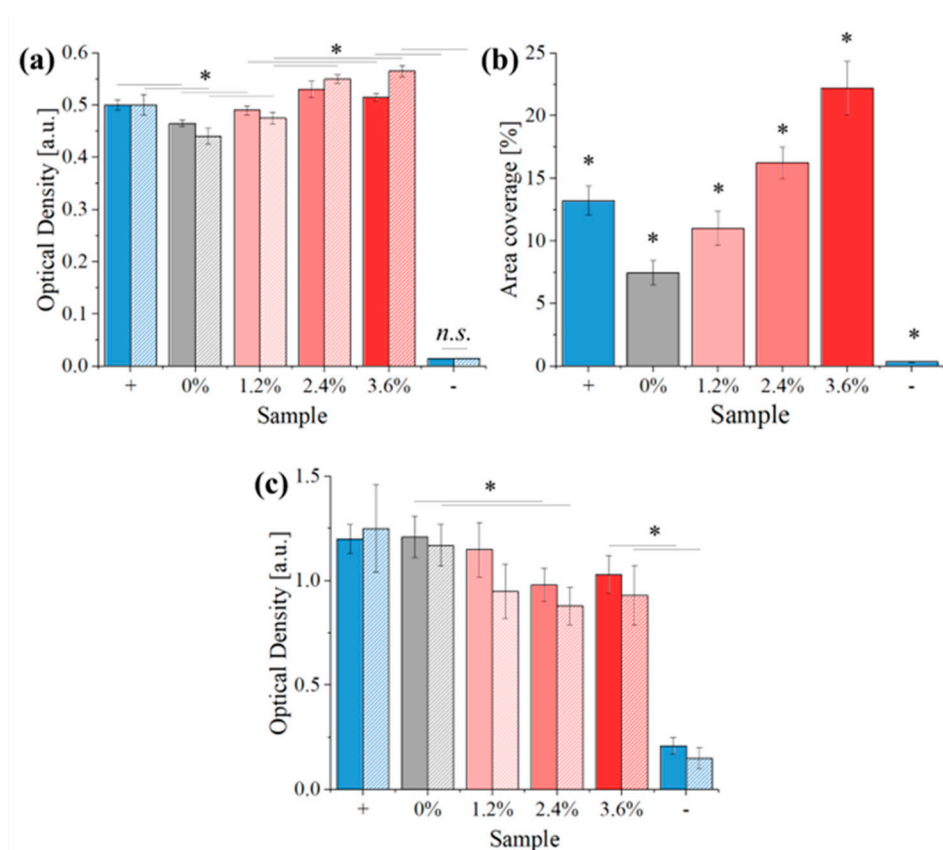 (a)
Optical Density [a.u.]
0.6
0.5
0.4
0.3
0.2
0.1
0.0
*
*
n.s.
+ 0% 1.2% 2.4% 3.6% -
Sample
(b)
Area coverage [%]
25
20
15
10
5
0
*
*
*
*
*
*
+ 0% 1.2% 2.4% 3.6% -
Sample
(c)
Optical Density [a.u.]
1.5
1.0
0.5
0.0
*
*
+ 0% 1.2% 2.4% 3.6% -
Sample